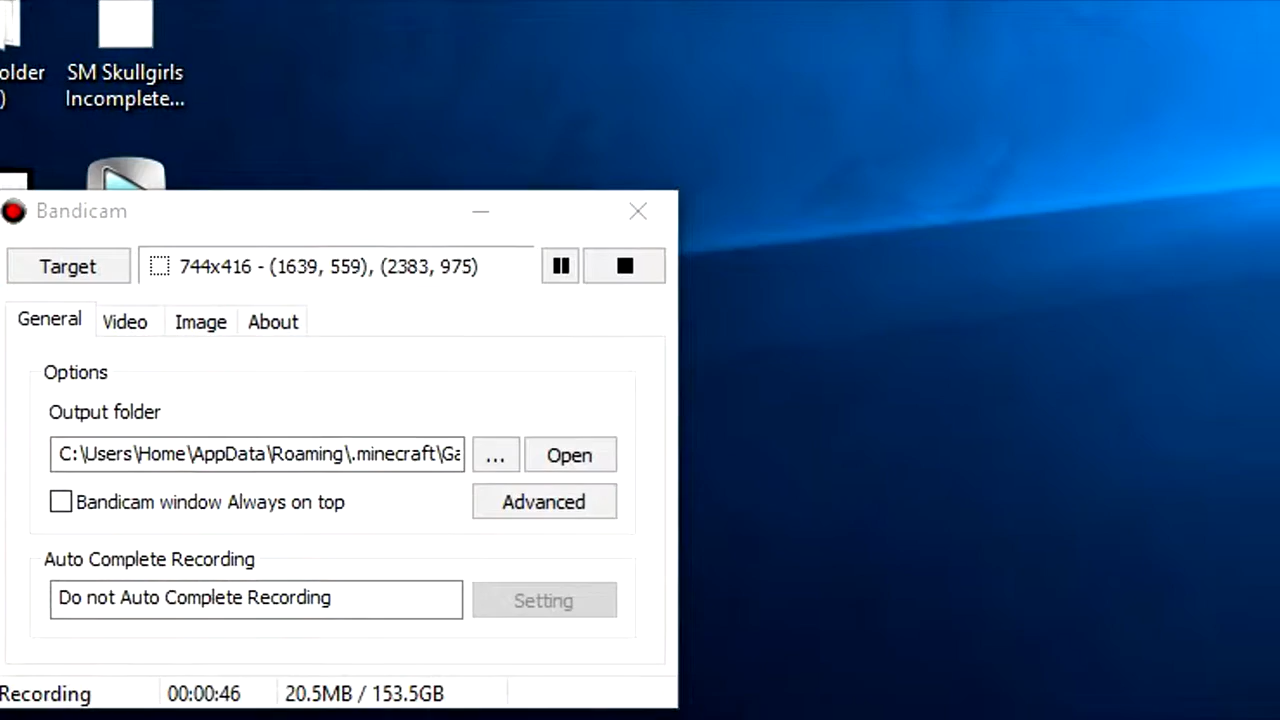 older
)
SM Skullgirls
Incomplete...
Bandicam
Target
744x416 - (1639, 559), (2383, 975)
General
Video
Image
About
Options
Output folder
C:\Users\Home\AppData\Roaming\.minecraft\Ga
...
Open
Bandicam window Always on top
Advanced
Auto Complete Recording
Do not Auto Complete Recording
Setting
Recording
00:00:46
20.5MB / 153.5GB